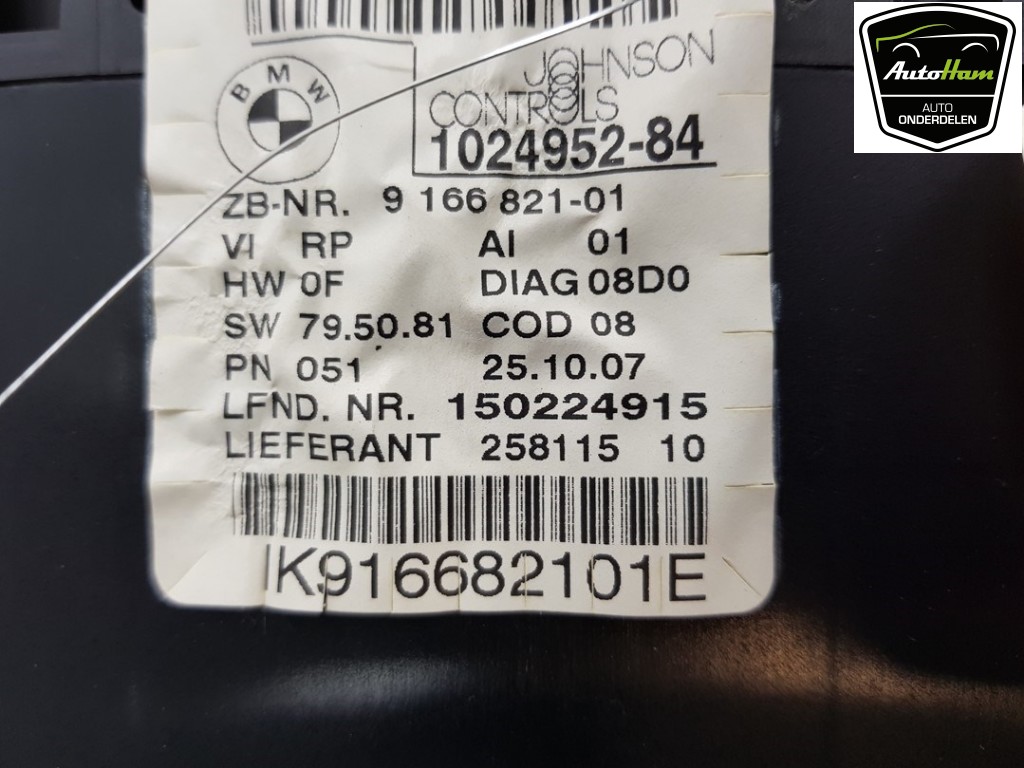 BMW
JOHNSON
CONTROLS
1024952-84
ZB-NR. 9 166 821-01
VI RP AI 01
HW 0F DIAG 08D0
SW 79.50.81 COD 08
PN 051 25.10.07
LFND. NR. 150224915
LIEFERANT 258115 10
K916682101E
AutoHam
AUTO
ONDERDELEN